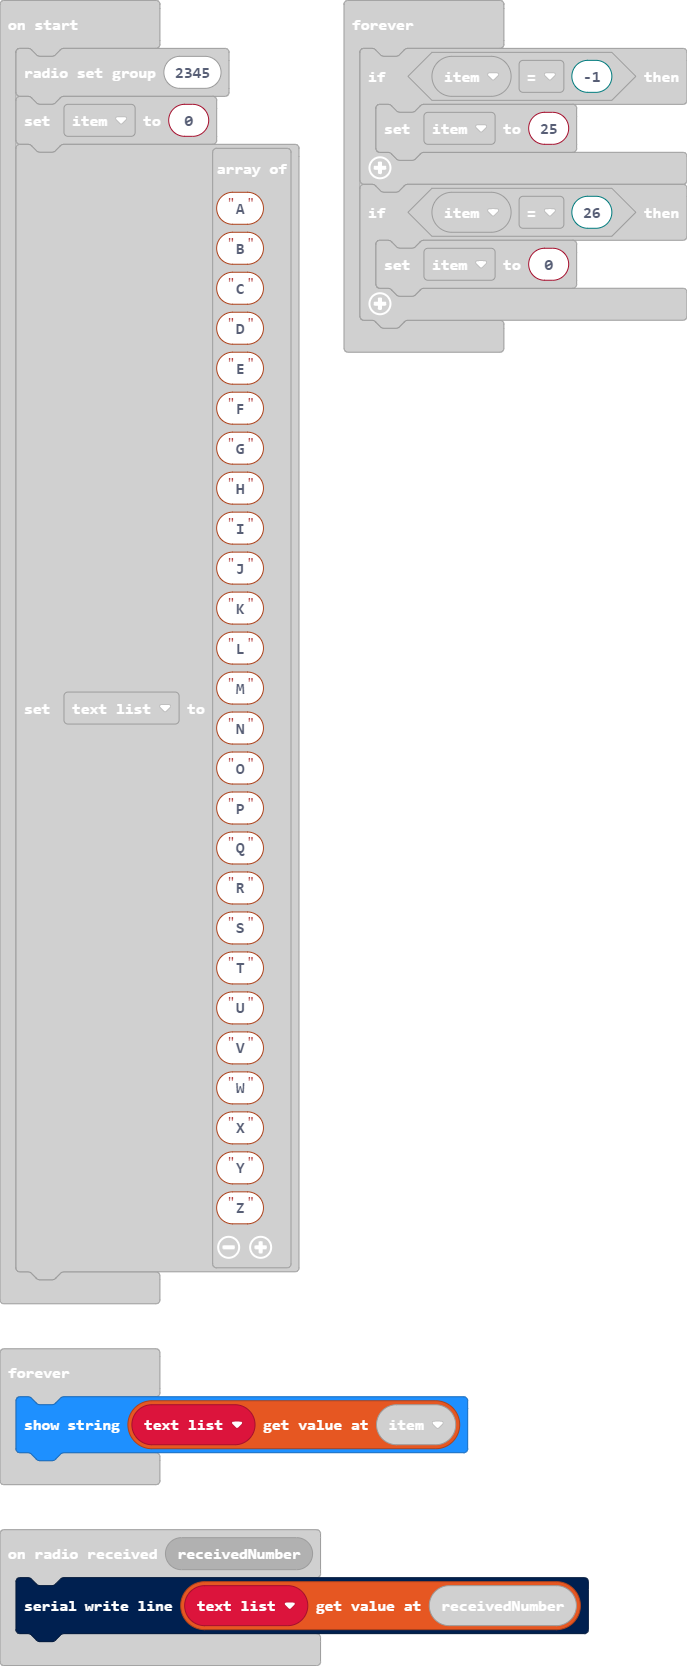 on start
radio set group 2345
set item to 0
set text list to
array of
"A"
"B"
"C"
"D"
"E"
"F"
"G"
"H"
"I"
"J"
"K"
"L"
"M"
"N"
"O"
"P"
"Q"
"R"
"S"
"T"
"U"
"V"
"W"
"X"
"Y"
"Z"
forever
if item = -1 then
set item to 25
if item = 26 then
set item to 0
forever
show string text list get value at item
on radio received receivedNumber
serial write line text list get value at receivedNumber